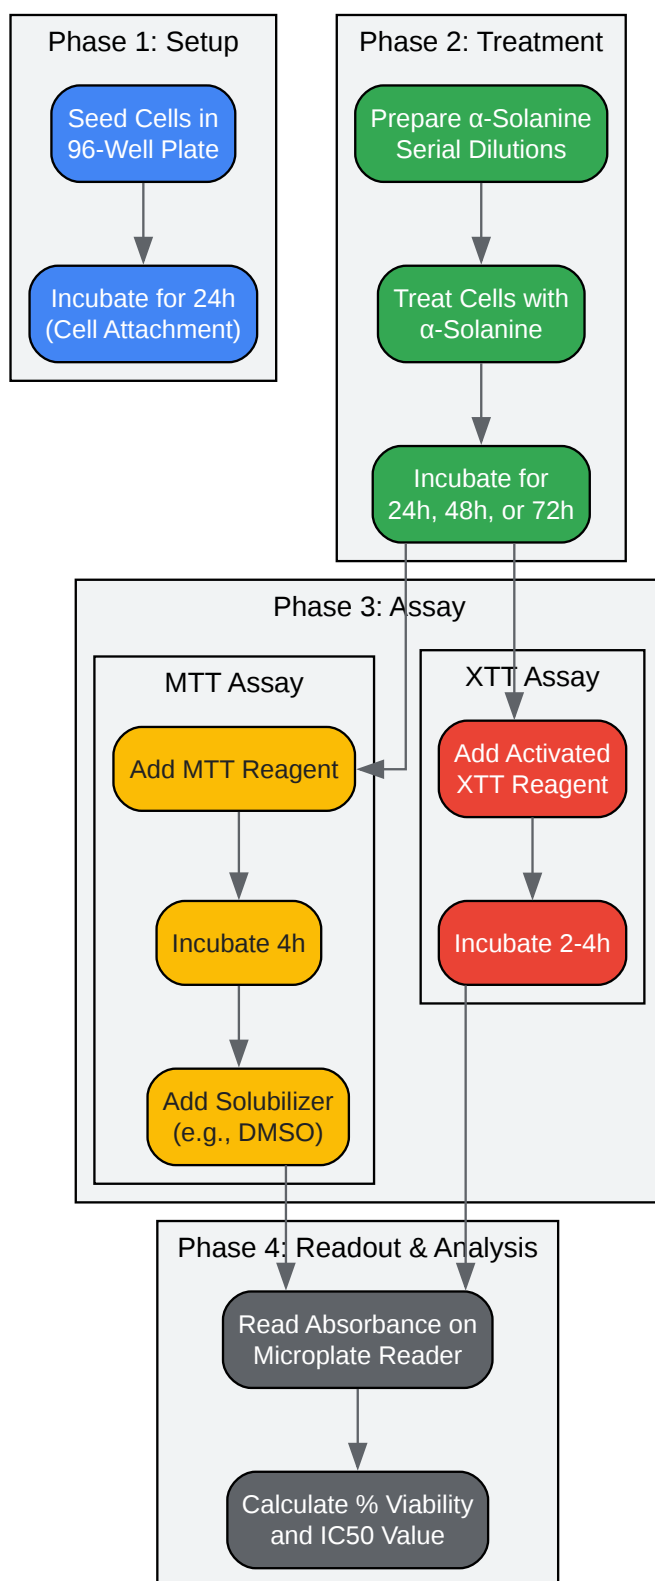 Phase 1: Setup
Seed Cells in
96-Well Plate
Incubate for 24h
(Cell Attachment)
Phase 2: Treatment
Prepare α-Solanine
Serial Dilutions
Treat Cells with
α-Solanine
Incubate for
24h, 48h, or 72h
Phase 3: Assay
MTT Assay
Add MTT Reagent
Incubate 4h
Add Solubilizer
(e.g., DMSO)
XTT Assay
Add Activated
XTT Reagent
Incubate 2-4h
Phase 4: Readout & Analysis
Read Absorbance on
Microplate Reader
Calculate % Viability
and IC50 Value